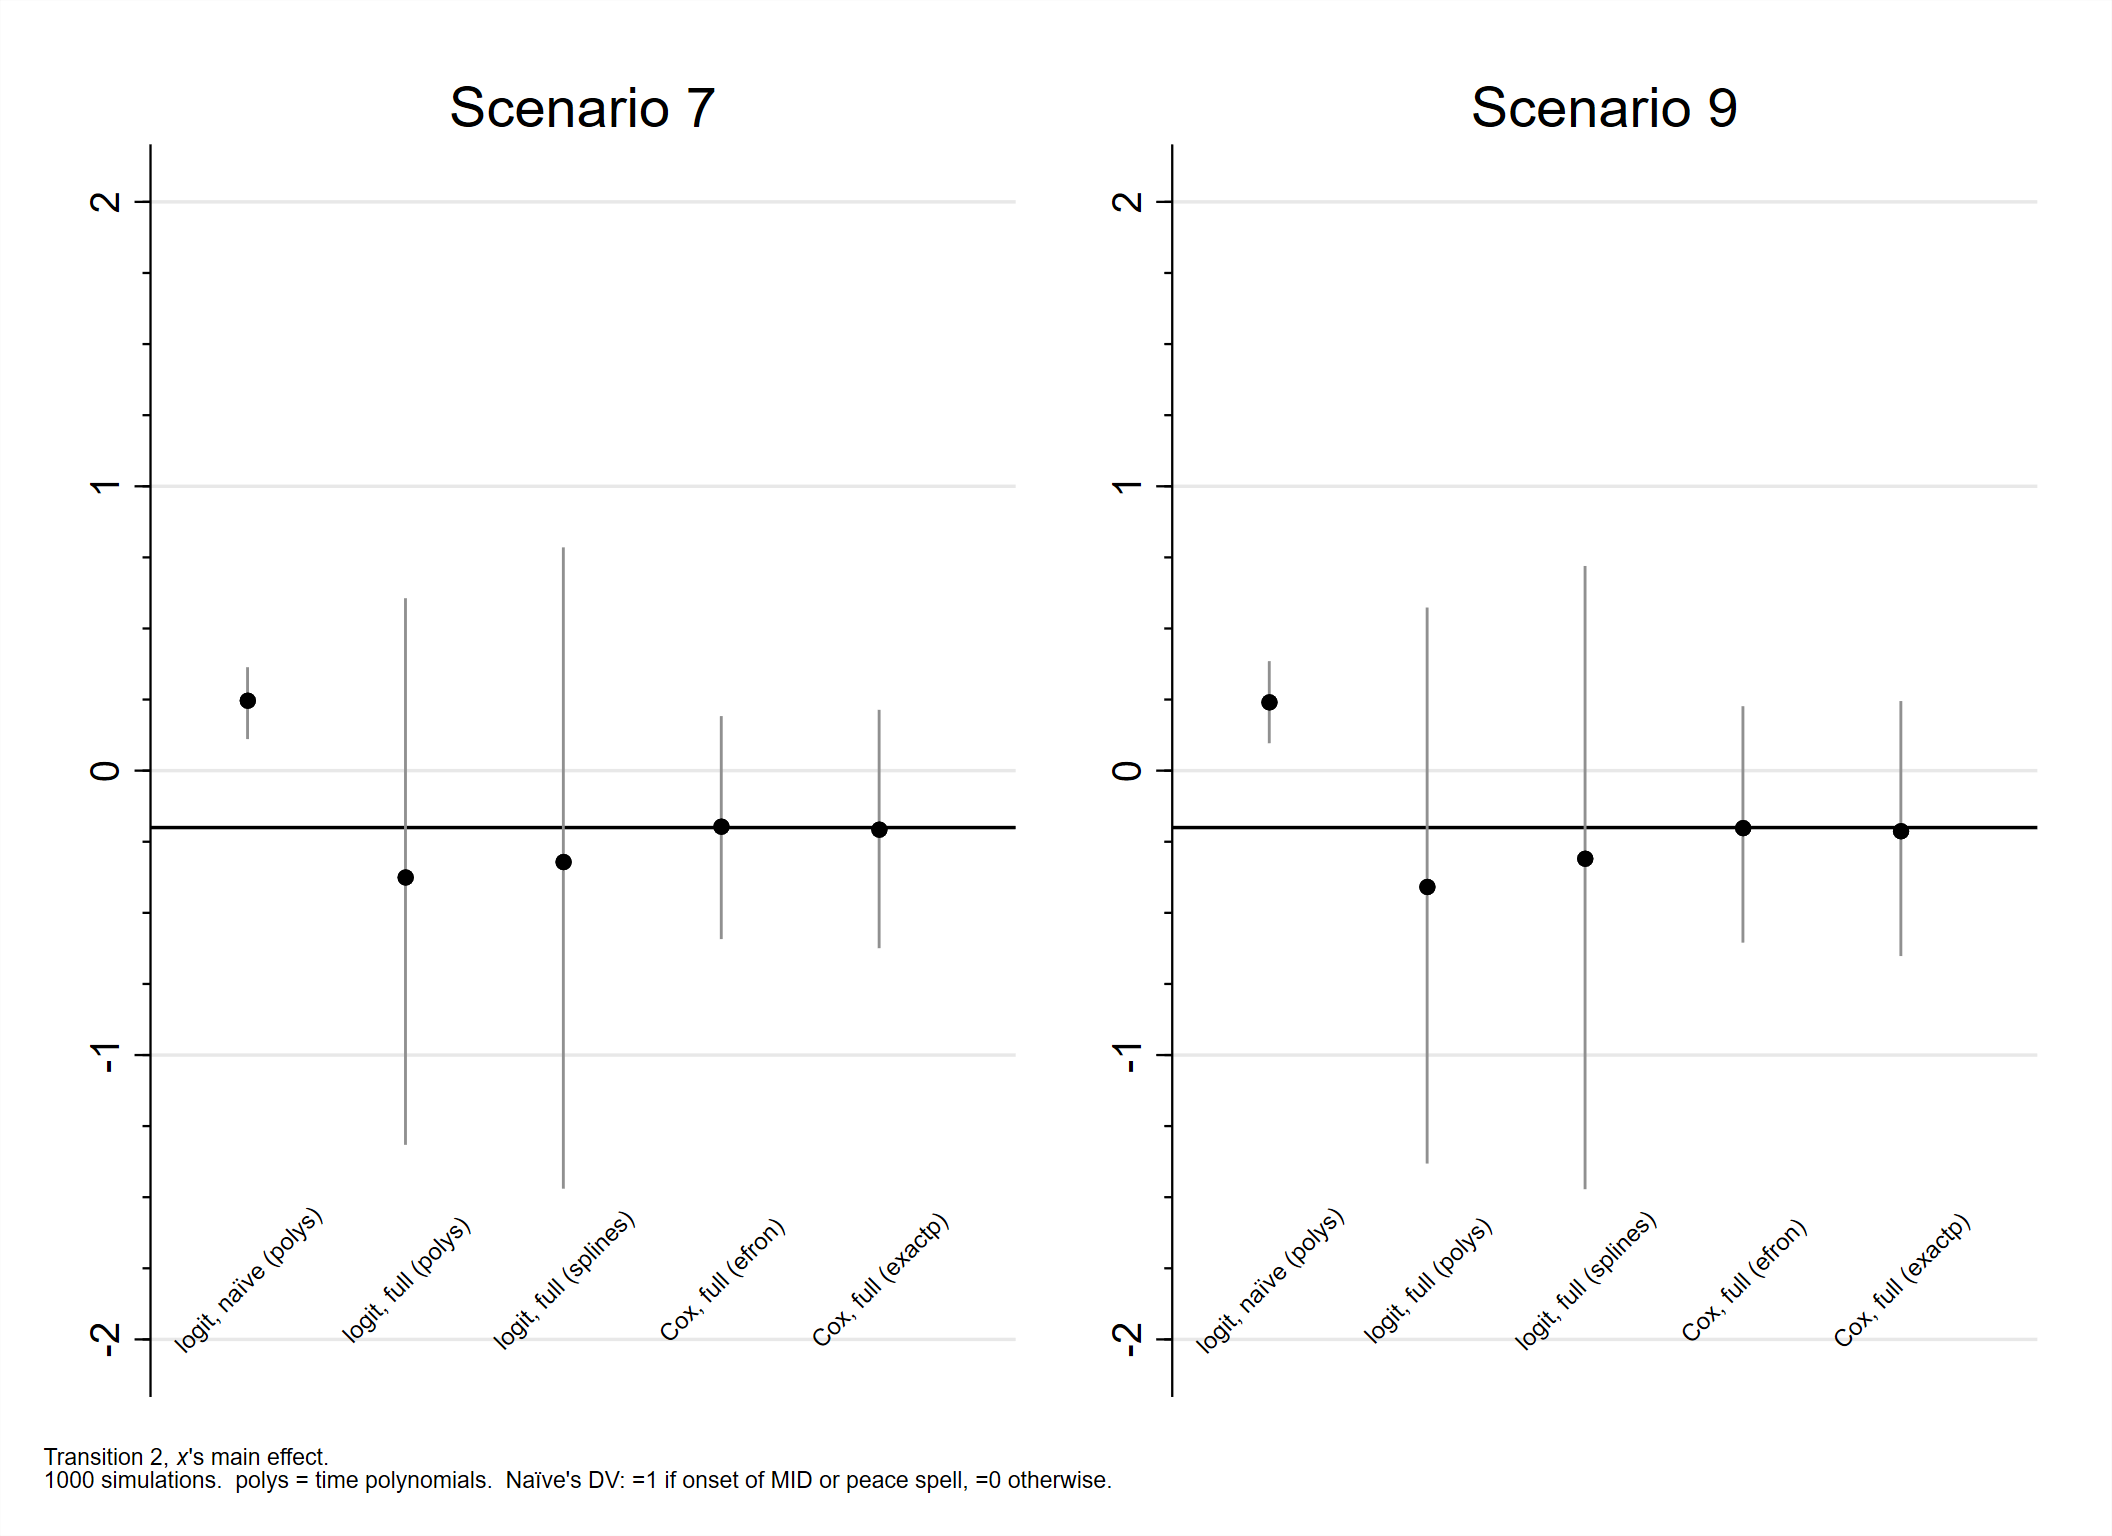 Scenario 7
2
1
0
-1
-2
logit, naïve (polys)
logit, full (polys)
logit, full (splines)
Cox, full (efron)
Cox, full (exactp)
Scenario 9
2
1
0
-1
-2
logit, naïve (polys)
logit, full (polys)
logit, full (splines)
Cox, full (efron)
Cox, full (exactp)
Transition 2, x's main effect.
1000 simulations.  polys = time polynomials.  Naïve's DV: =1 if onset of MID or peace spell, =0 otherwise.